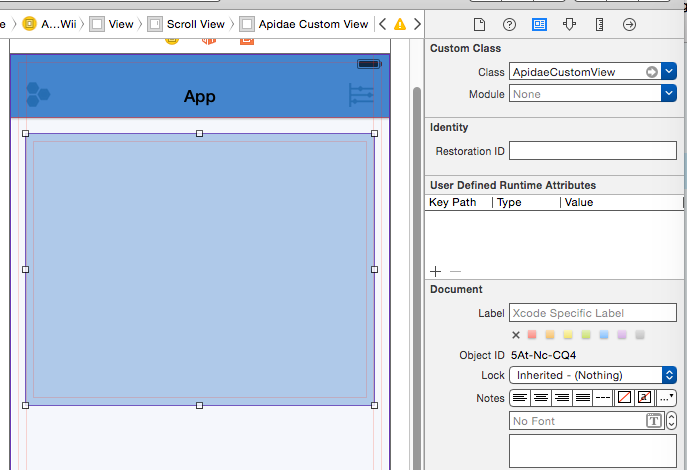 e A...Wii View Scroll View Apidae Custom View
App
Custom Class
Class ApidaeCustomView
Module None
Identity
Restoration ID
User Defined Runtime Attributes
Key Path Type Value
Document
Label Xcode Specific Label
Object ID 5At-Nc-CQ4
Lock Inherited - (Nothing)
Notes
No Font